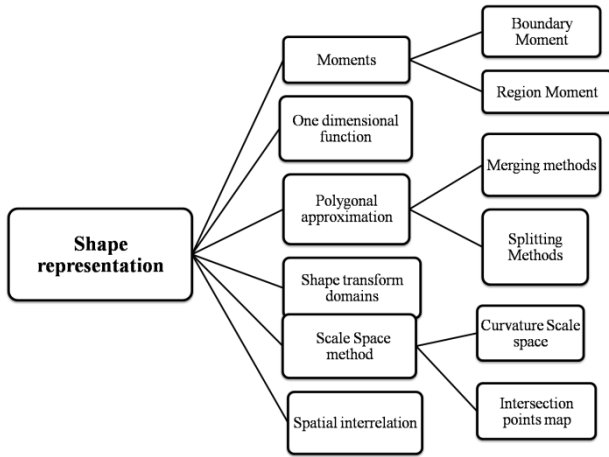 Shape
representation
Moments
Boundary
Moment
Region Moment
One dimensional
function
Polygonal
approximation
Merging methods
Splitting
Methods
Shape transform
domains
Scale Space
method
Curvature Scale
space
Intersection
points map
Spatial interrelation